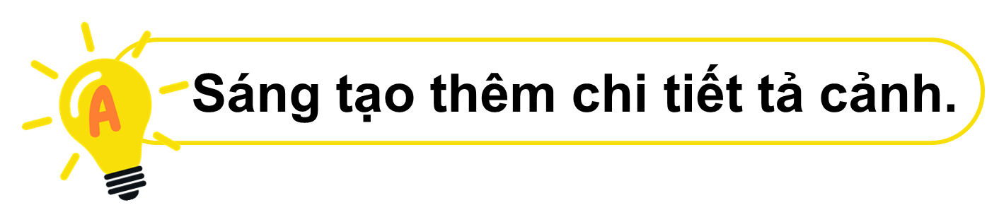 A
Sáng tạo thêm chi tiết tả cảnh.